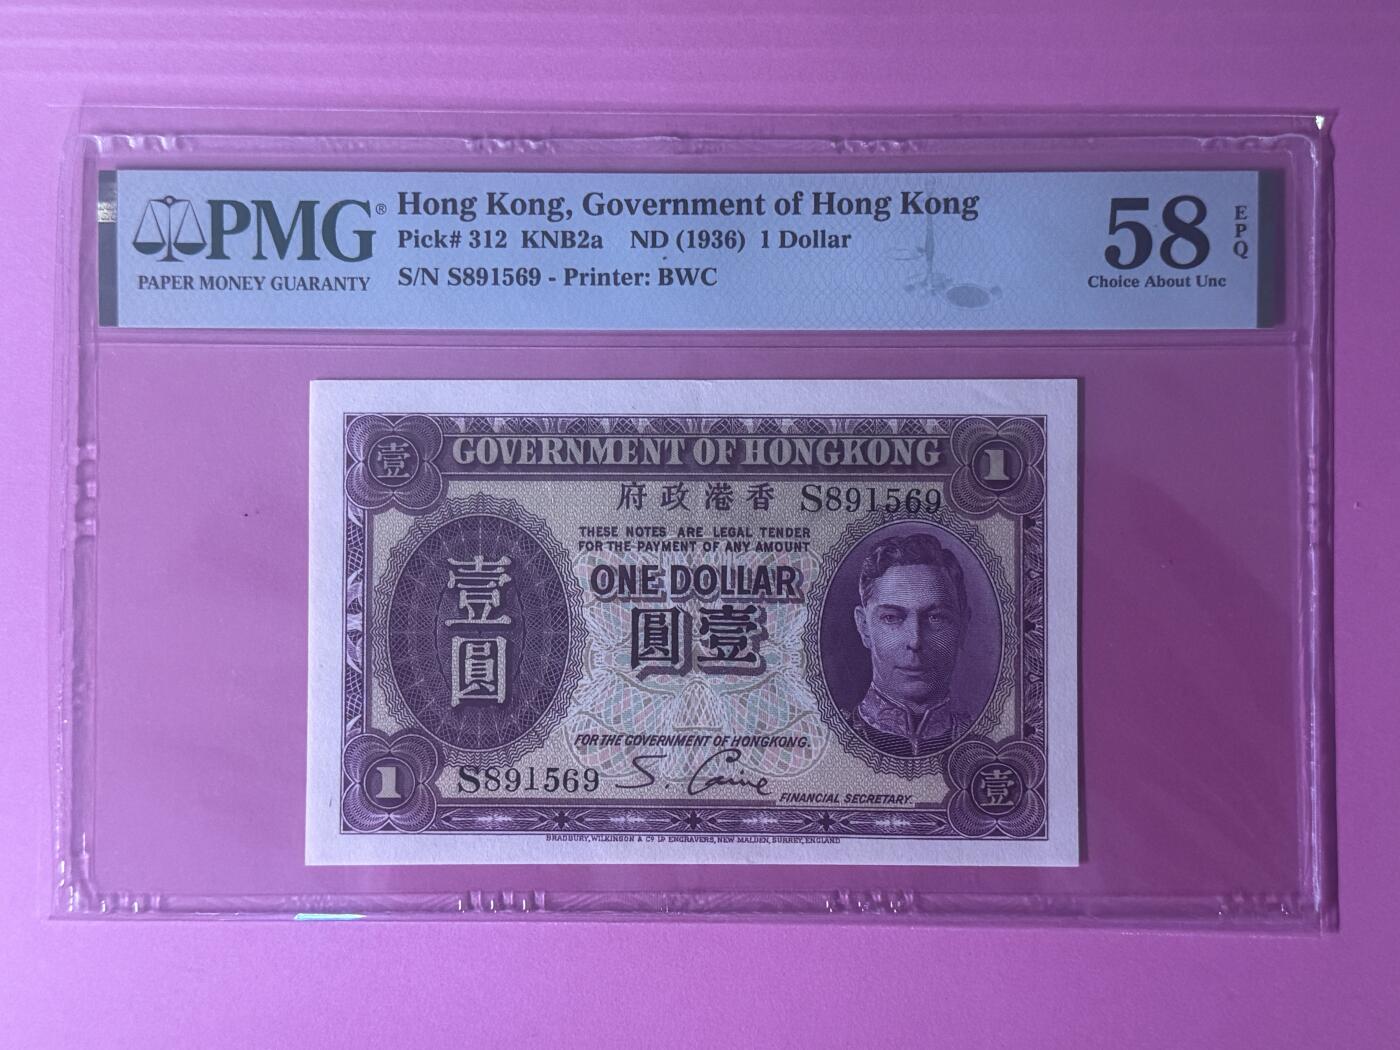 PMG®
PAPER MONEY GUARANTY
Hong Kong, Government of Hong Kong
Pick# 312 KNB2a ND (1936) 1 Dollar
S/N S891569 - Printer: BWC
58
EPQ
Choice About Unc
壹
GOVERNMENT OF HONGKONG
1
府政港香 S891569
THESE NOTES ARE LEGAL TENDER
FOR THE PAYMENT OF ANY AMOUNT
ONE DOLLAR
圓壹
壹圓
FOR THE GOVERNMENT OF HONGKONG.
1
S891569
S. Caine
FINANCIAL SECRETARY.
壹
BRADBURY, WILKINSON & Cº Lᴰ ENGRAVERS, NEW MALDEN, SURREY, ENGLAND